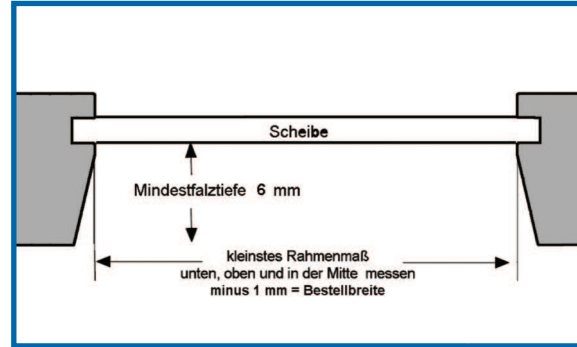 Scheibe
Mindestfalztiefe 6 mm
kleinstes Rahmenmaß
unten, oben und in der Mitte messen
minus 1 mm = Bestellbreite